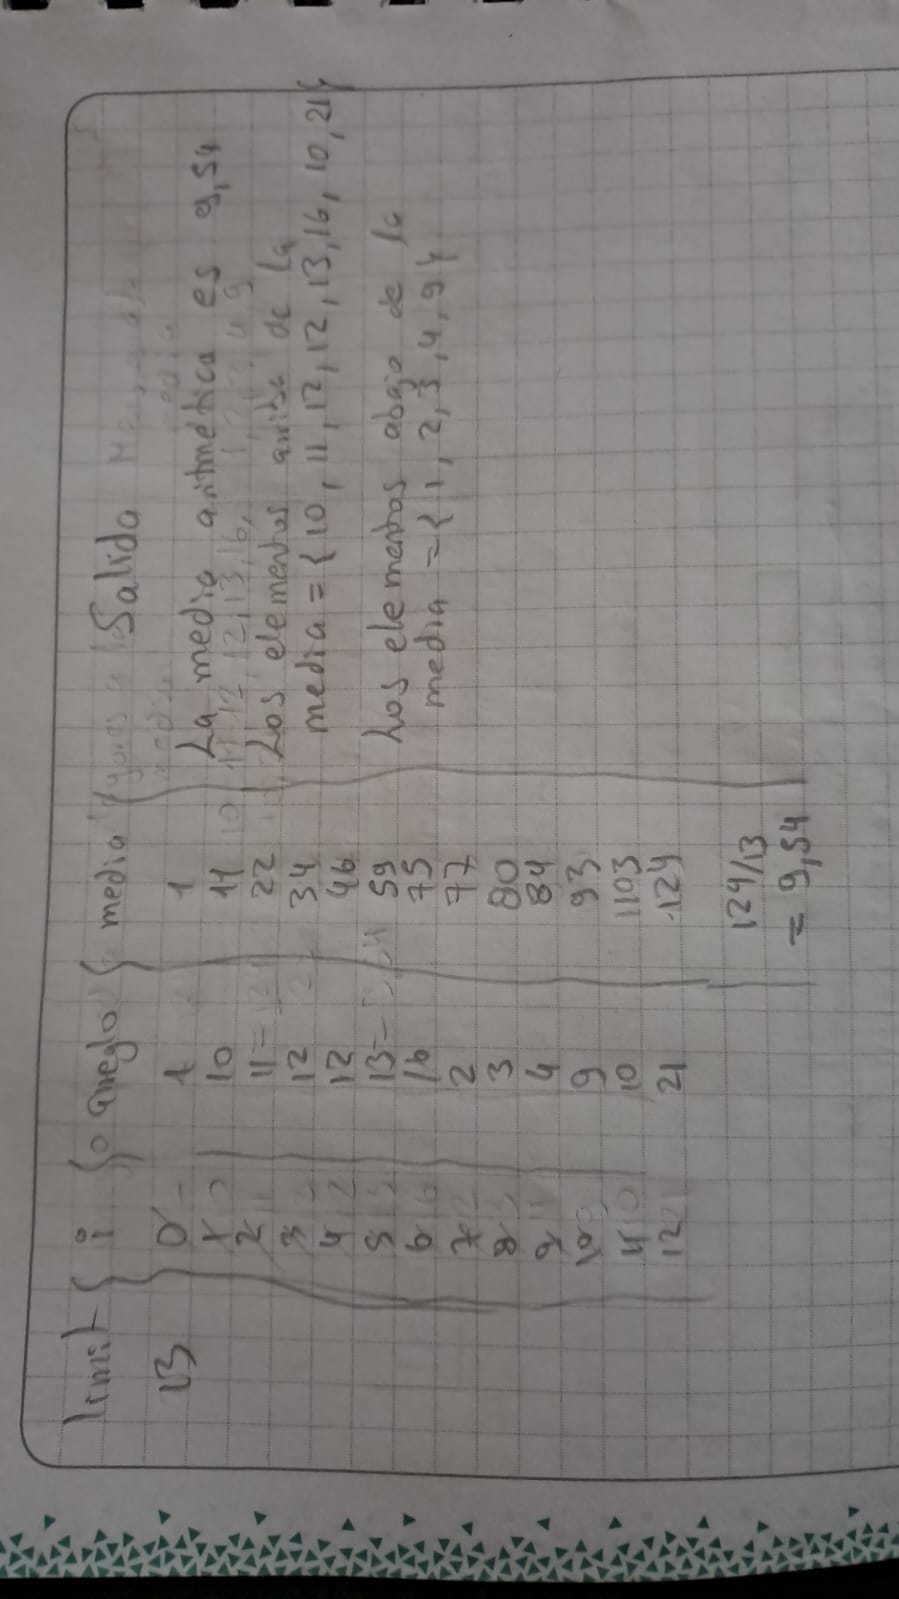 limit { i { arreglo { media { Salida
13 0 1 1 La media aritmética es 9,54
1 10 11
2 11 = 22 Los elementos arriba de la
3 12 34 media = {10, 11, 12, 12, 13, 16, 10, 21}
4 12 46
5 13 = 59 Los elementos abajo de la
6 16 75 media = { 1, 2, 3, 4, 9 }
7 2 77
8 3 80
9 4 84
10 9 93
11 10 1103
12 21 124
124/13
= 9,54